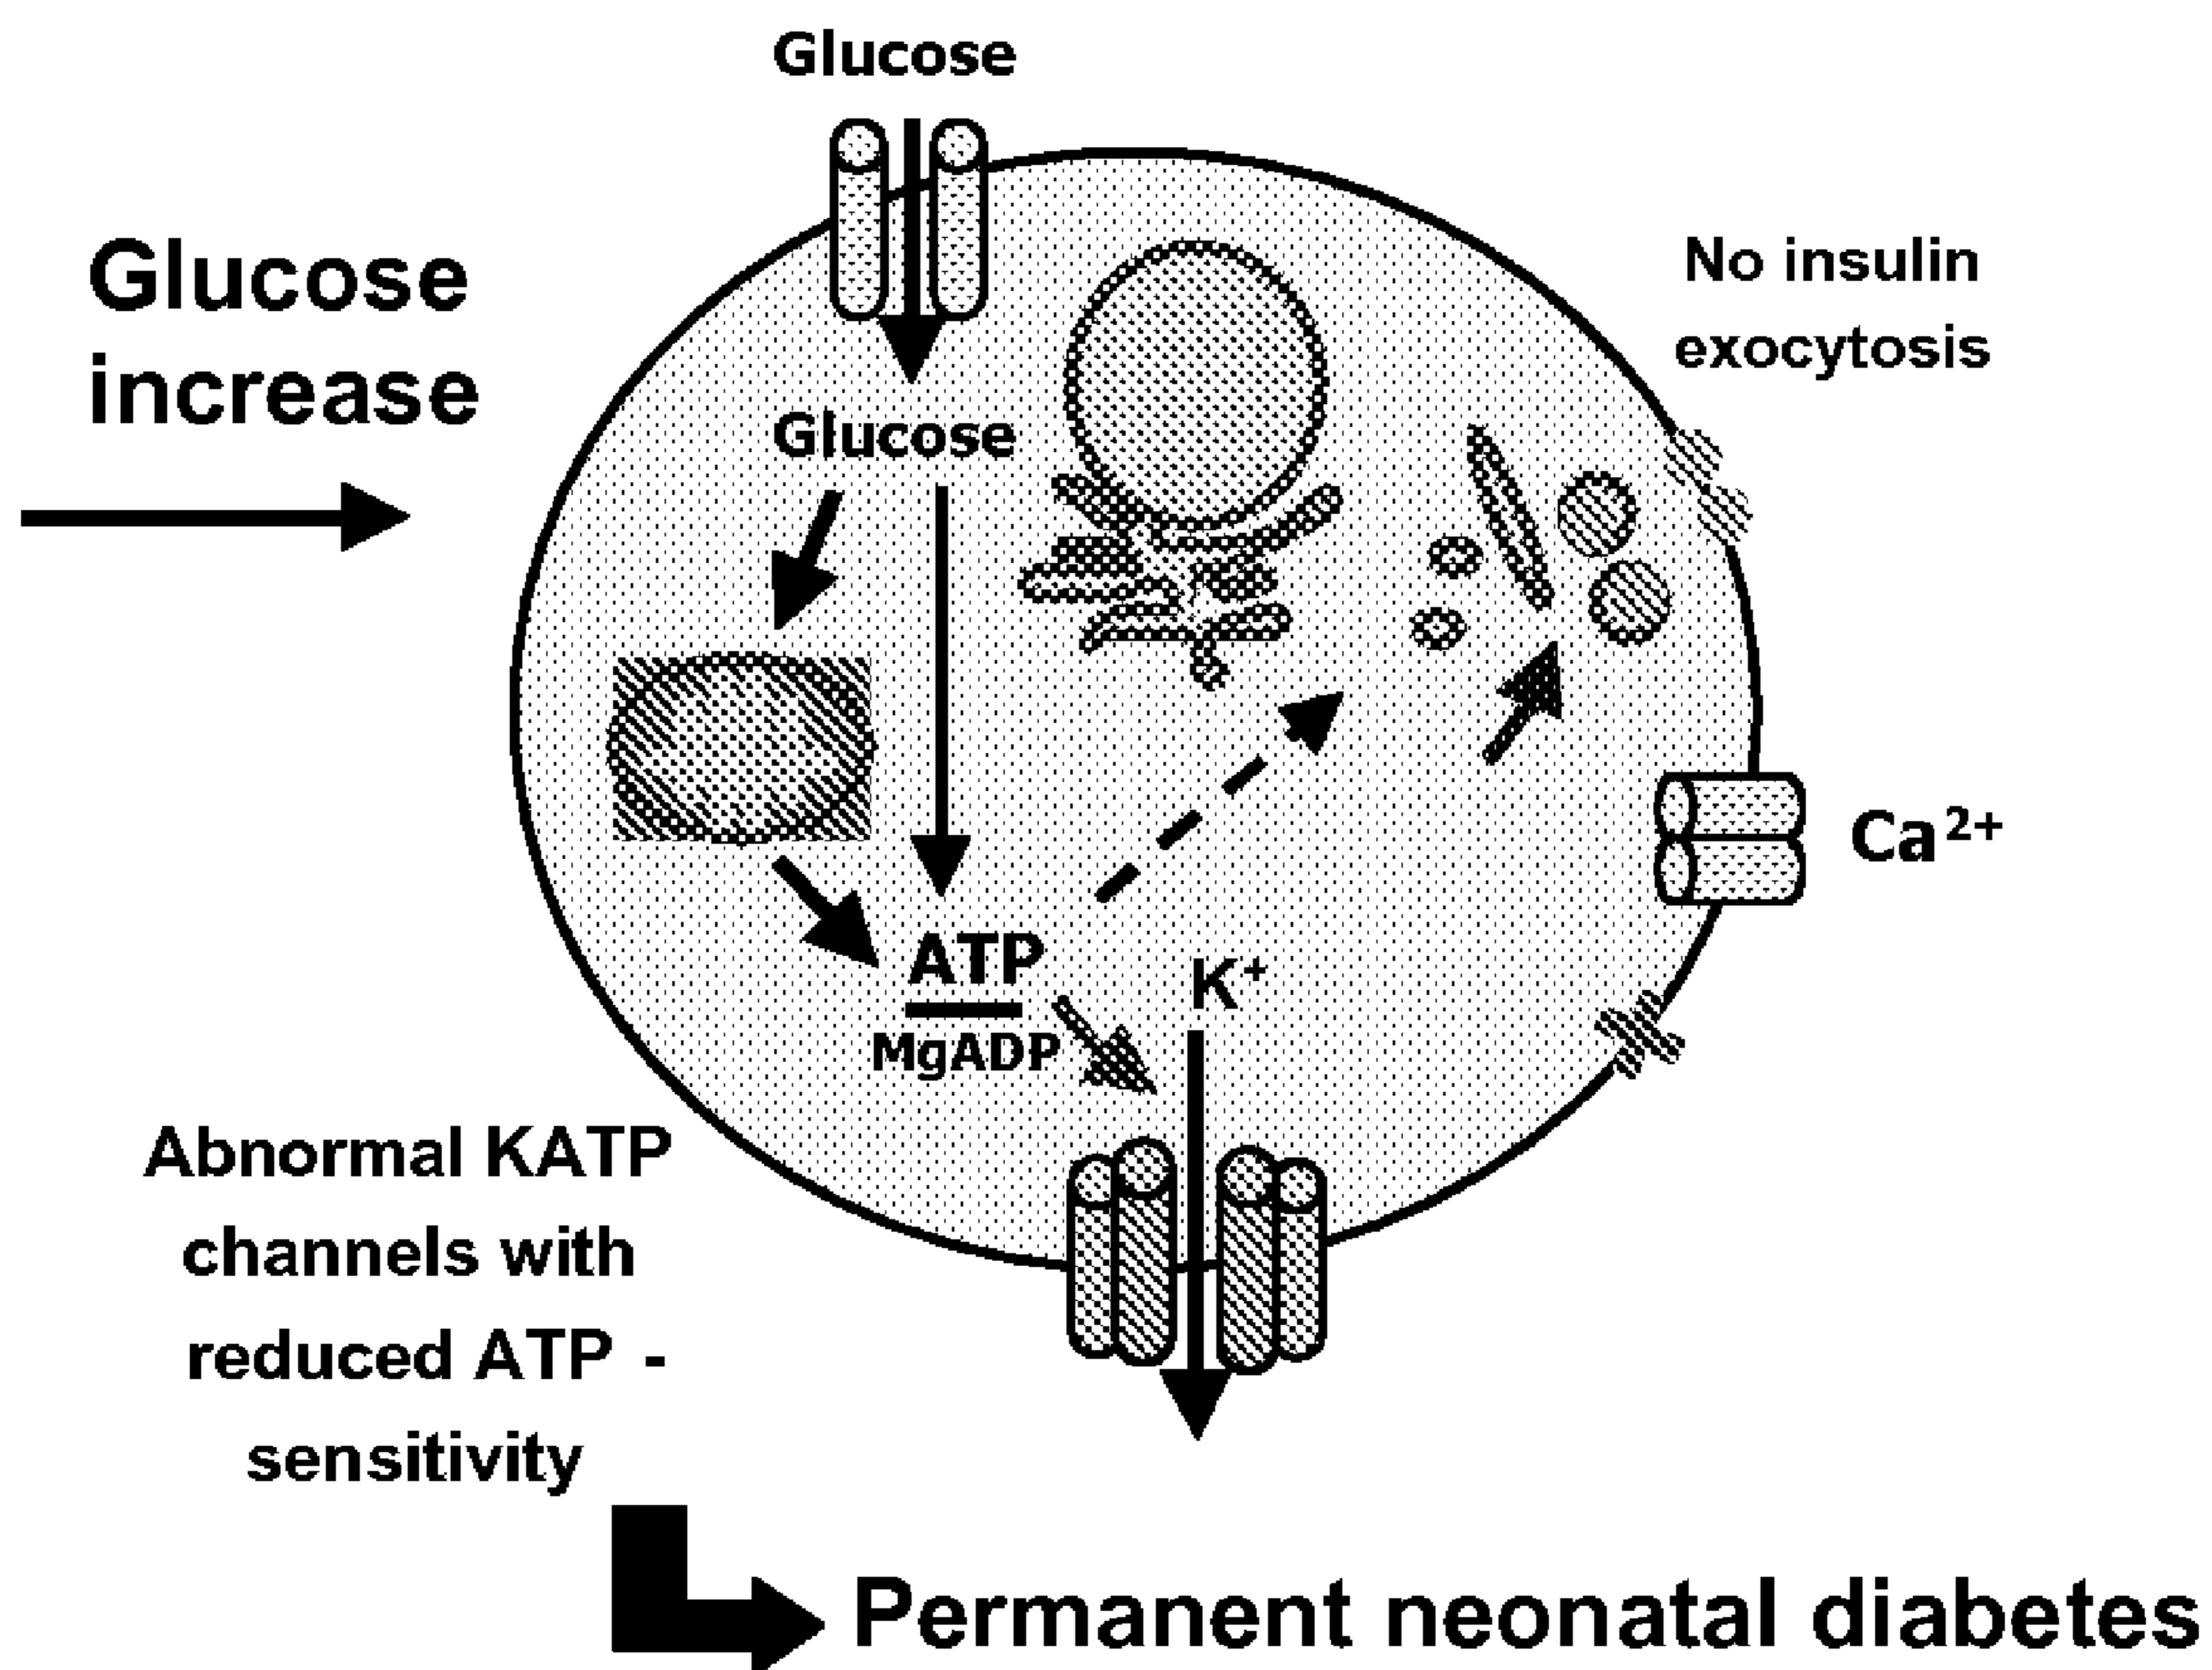 Glucose
Glucose
increase
No insulin
exocytosis
Glucose
Ca²⁺
ATP
K⁺
MgADP
Abnormal KATP
channels with
reduced ATP -
sensitivity
Permanent neonatal diabetes